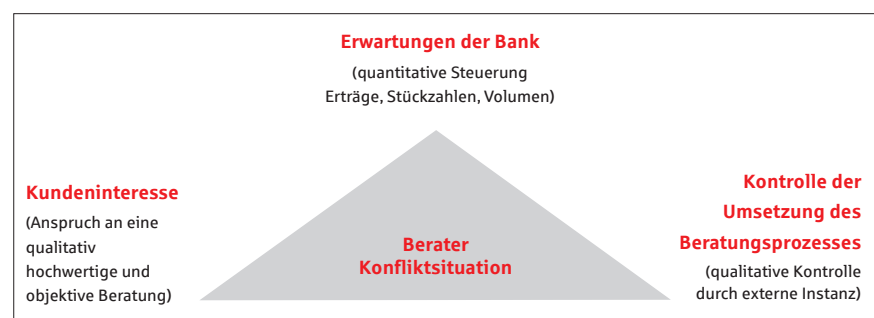 Erwartungen der Bank
(quantitative Steuerung
Erträge, Stückzahlen, Volumen)
Kundeninteresse
(Anspruch an eine
qualitativ
hochwertige und
objektive Beratung)
Berater
Konfliktsituation
Kontrolle der
Umsetzung des
Beratungsprozesses
(qualitative Kontrolle
durch externe Instanz)